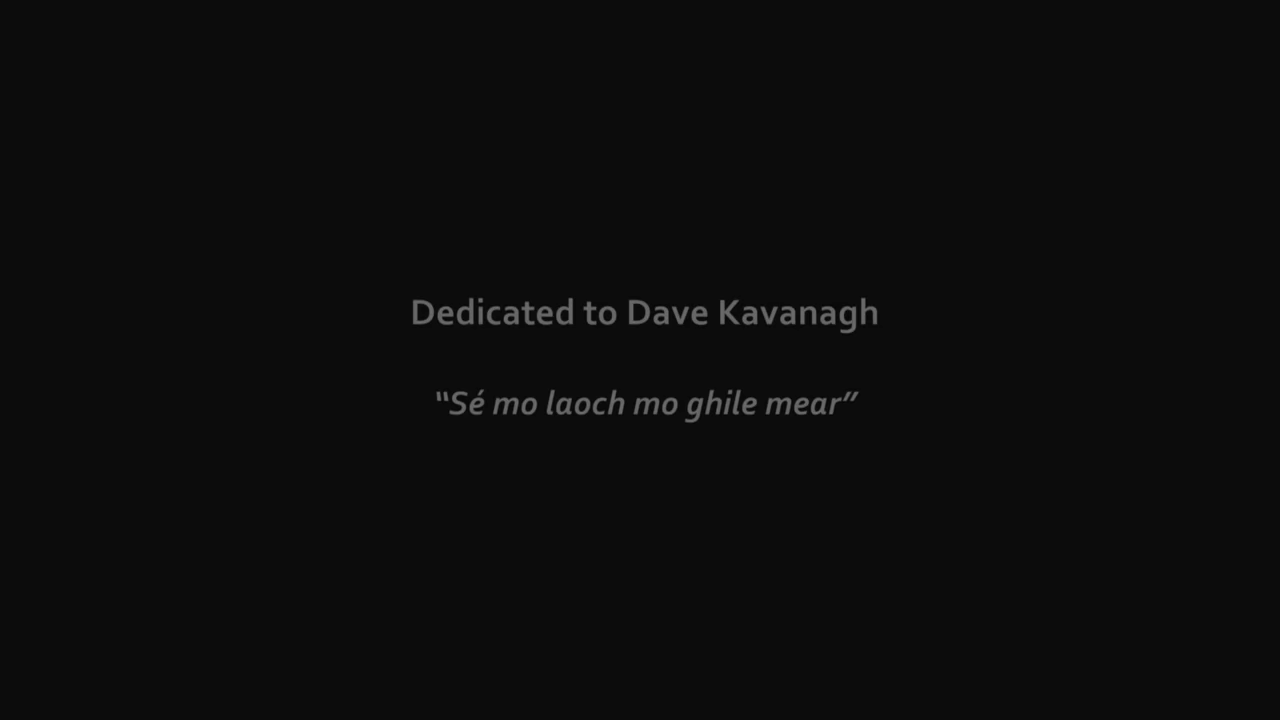 Dedicated to Dave Kavanagh
“Sé mo laoch mo ghile mear”